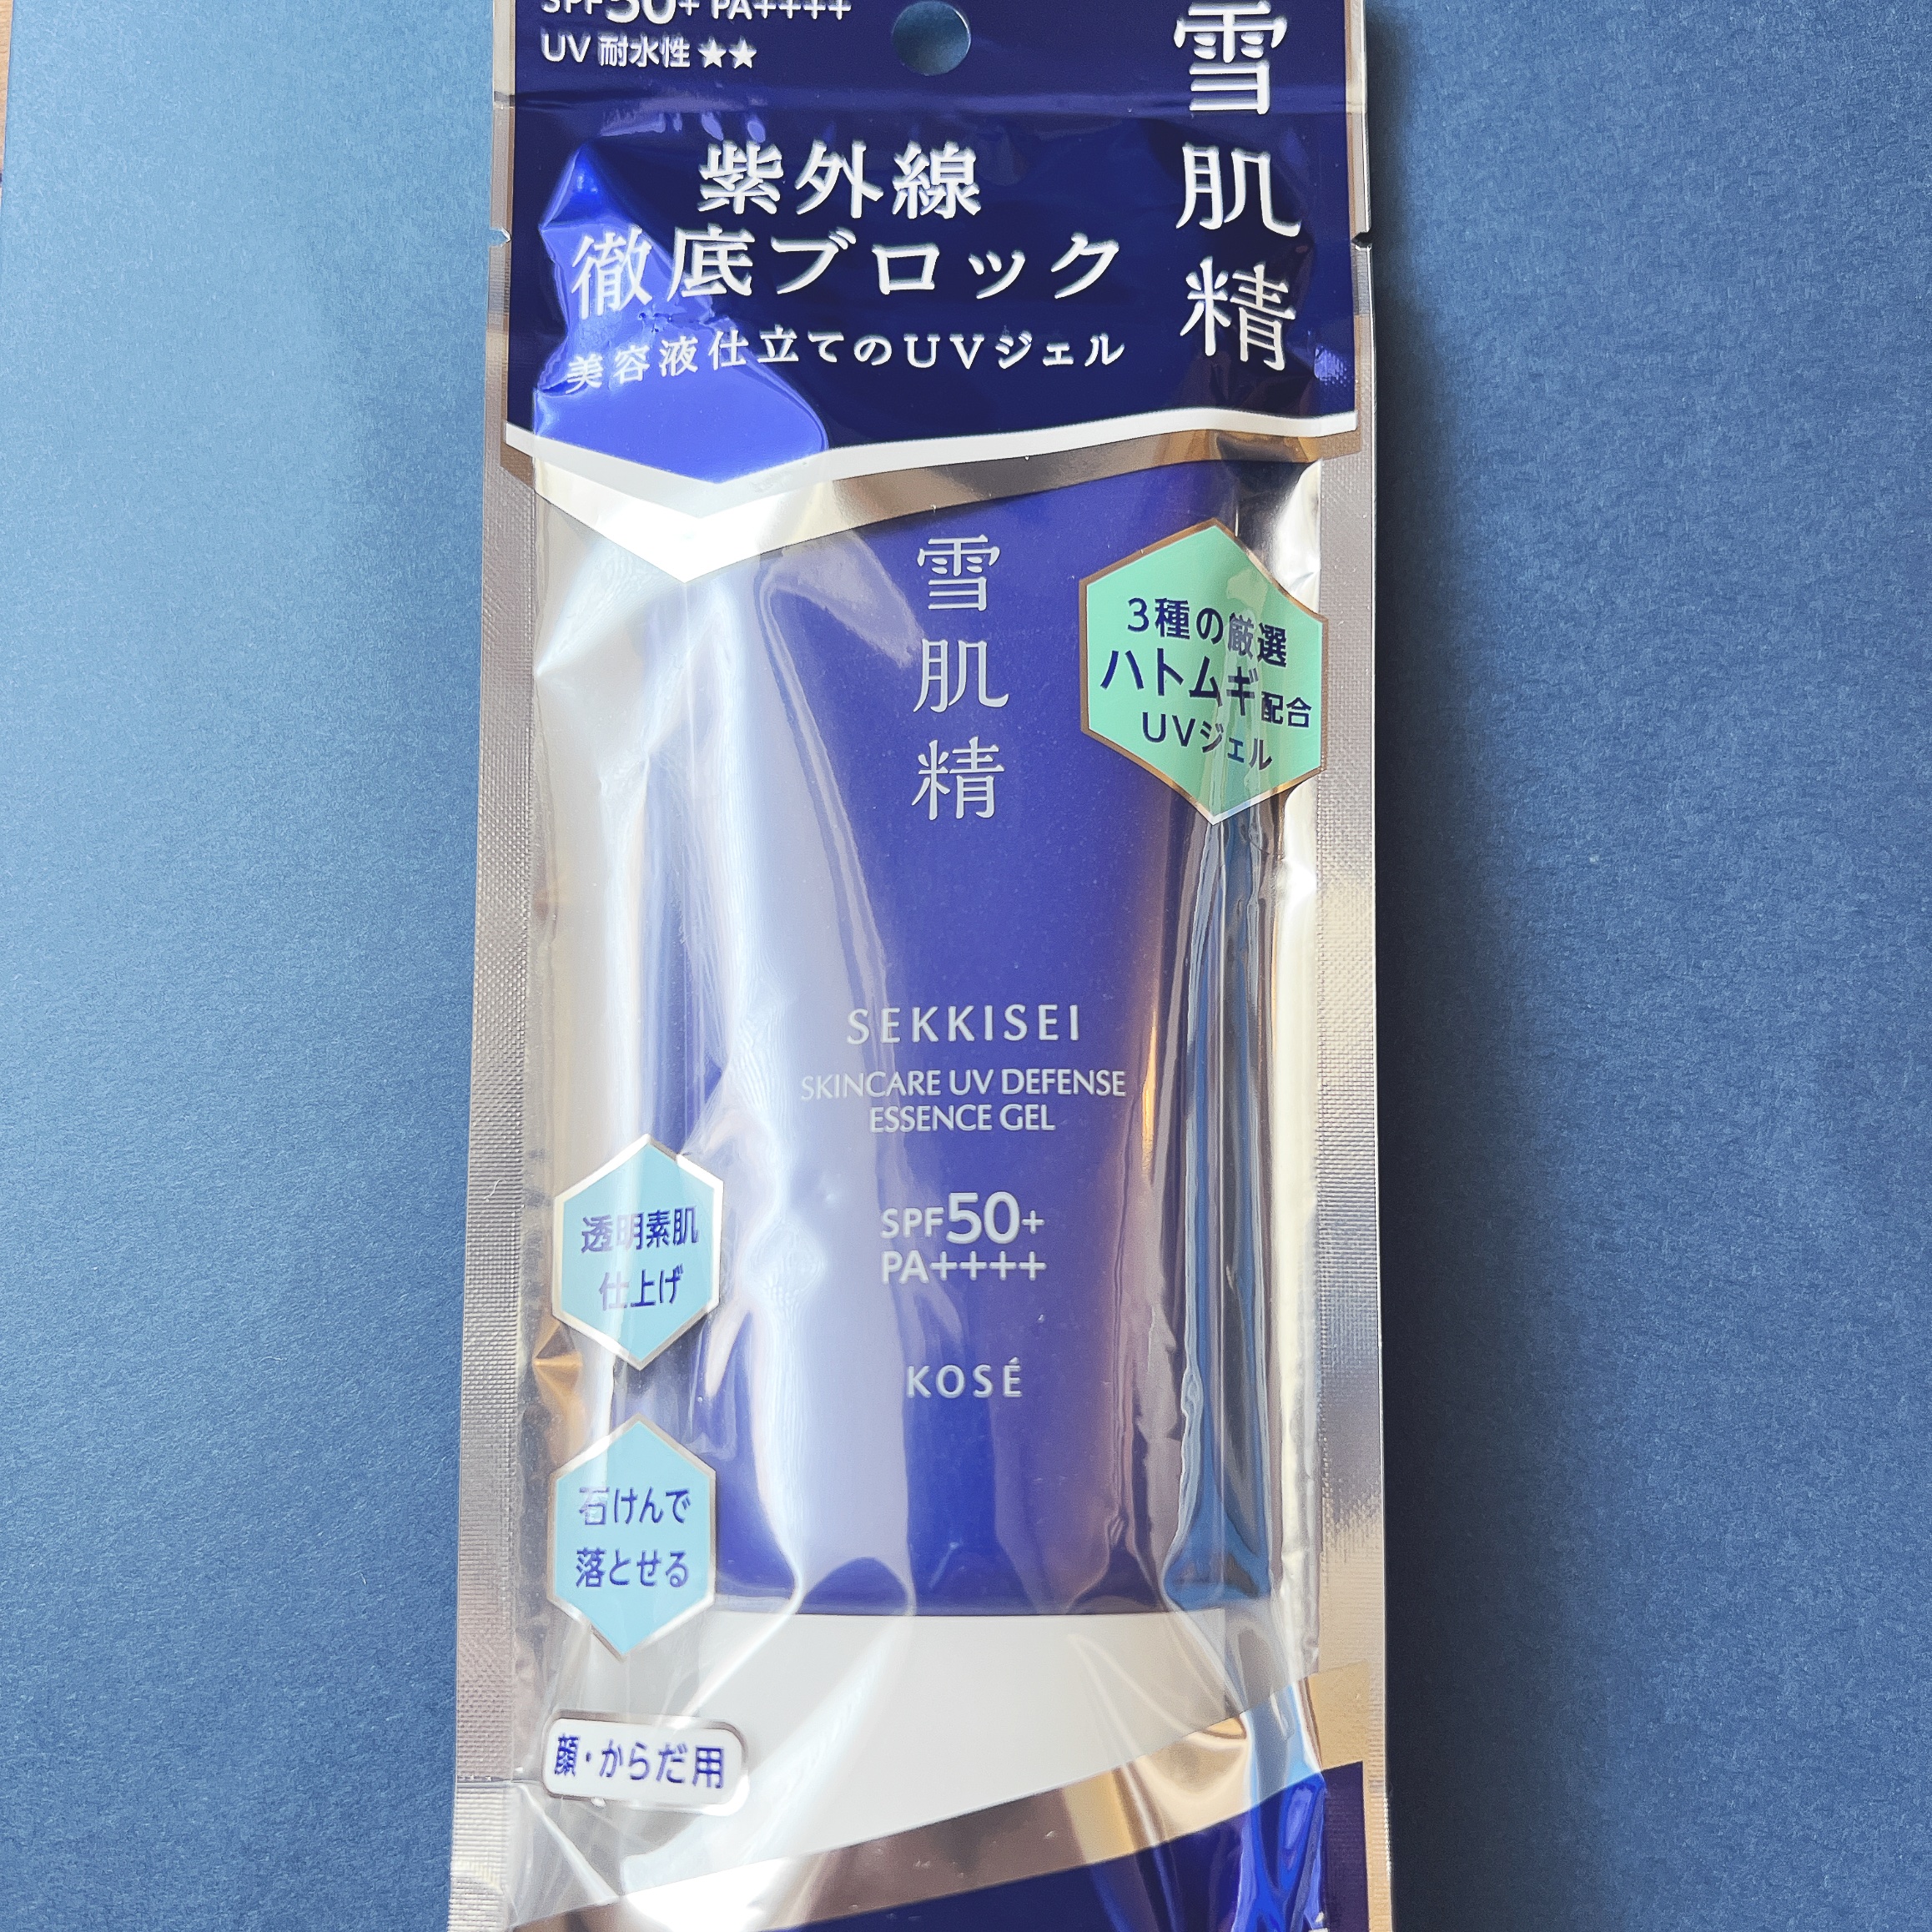 SPF50+ PA++++
UV 耐水性 ★★
雪肌精
紫外線
徹底ブロック
美容液仕立てのUVジェル
雪肌精
3種の厳選
ハトムギ配合
UVジェル
SEKKISEI
SKINCARE UV DEFENSE
ESSENCE GEL
SPF50+
PA++++
KOSÉ
透明素肌
仕上げ
石けんで
落とせる
顔・からだ用